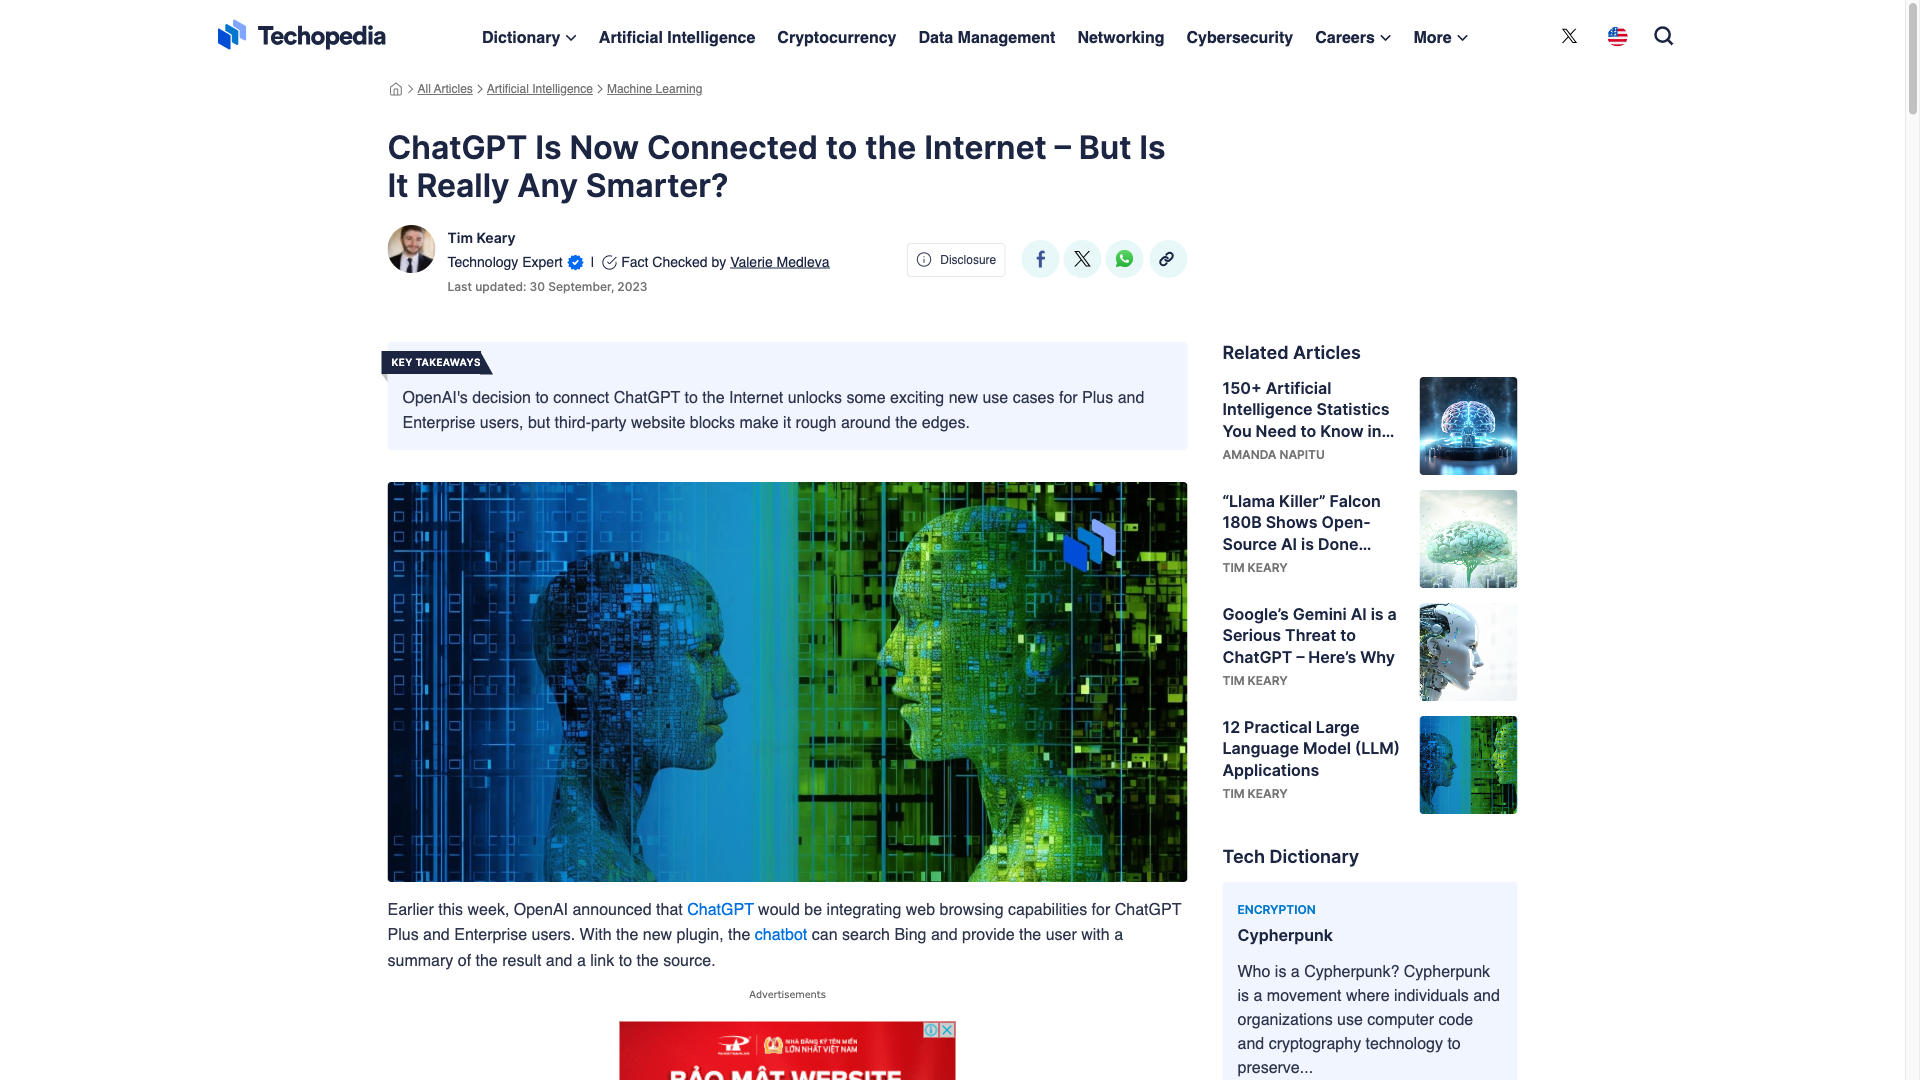 Techopedia
Dictionary
Artificial Intelligence
Cryptocurrency
Data Management
Networking
Cybersecurity
Careers
More
All Articles
Artificial Intelligence
Machine Learning
ChatGPT Is Now Connected to the Internet – But Is
It Really Any Smarter?
Tim Keary
Technology Expert | Fact Checked by Valerie Medleva
Last updated: 30 September, 2023
Disclosure
KEY TAKEAWAYS
OpenAI's decision to connect ChatGPT to the Internet unlocks some exciting new use cases for Plus and
Enterprise users, but third-party website blocks make it rough around the edges.
Earlier this week, OpenAI announced that ChatGPT would be integrating web browsing capabilities for ChatGPT
Plus and Enterprise users. With the new plugin, the chatbot can search Bing and provide the user with a
summary of the result and a link to the source.
Advertisements
NHÀ ĐĂNG KÝ TÊN MIỀN
LỚN NHẤT VIỆT NAM
BẢO MẬT WEBSITE
Related Articles
150+ Artificial
Intelligence Statistics
You Need to Know in...
AMANDA NAPITU
“Llama Killer” Falcon
180B Shows Open-
Source AI is Done...
TIM KEARY
Google’s Gemini AI is a
Serious Threat to
ChatGPT – Here’s Why
TIM KEARY
12 Practical Large
Language Model (LLM)
Applications
TIM KEARY
Tech Dictionary
ENCRYPTION
Cypherpunk
Who is a Cypherpunk? Cypherpunk
is a movement where individuals and
organizations use computer code
and cryptography technology to
preserve...